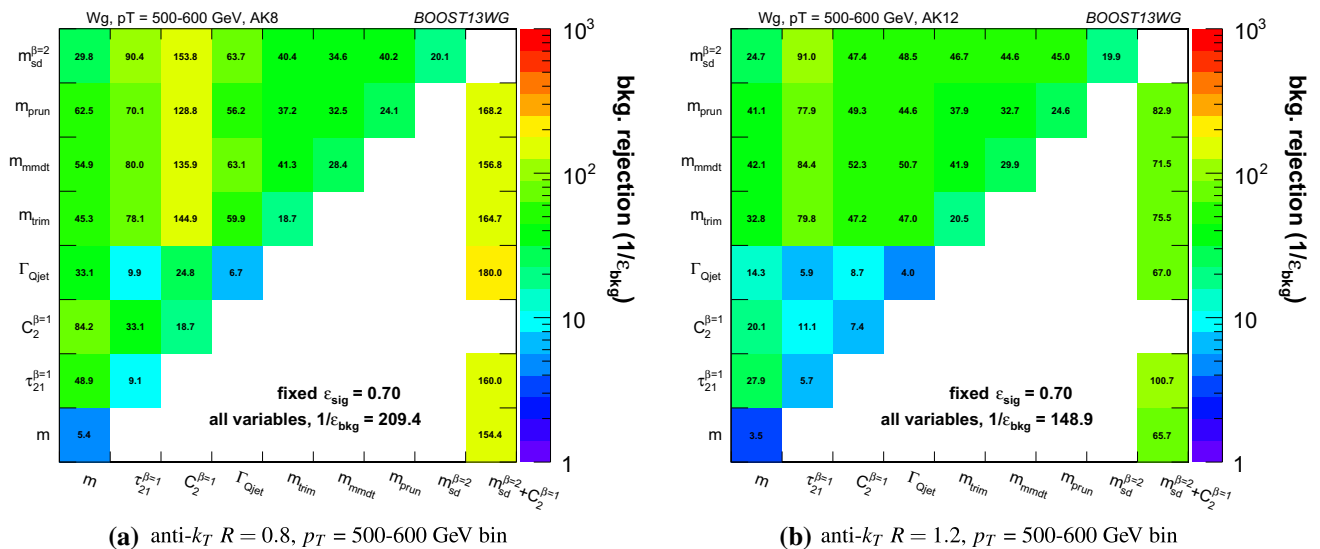 Wg, pT = 500-600 GeV, AK8 BOOST13WG
m_sd^β=2 29.8 90.4 153.8 63.7 40.4 34.6 40.2 20.1
m_prun 62.5 70.1 128.8 56.2 37.2 32.5 24.1 168.2
m_mmdt 54.9 80.0 135.9 63.1 41.3 28.4 156.8
m_trim 45.3 78.1 144.9 59.9 18.7 164.7
Γ_Qjet 33.1 9.9 24.8 6.7 180.0
C_2^β=1 84.2 33.1 18.7
τ_21^β=1 48.9 9.1 160.0
m 5.4 154.4
fixed ε_sig = 0.70
all variables, 1/ε_bkg = 209.4
m τ_21^β=1 C_2^β=1 Γ_Qjet m_trim m_mmdt m_prun m_sd^β=2 m_sd^β=2+C_2^β=1
10^3
10^2
10
1
bkg. rejection (1/ε_bkg)
(a) anti-k_T R = 0.8, p_T = 500-600 GeV bin
Wg, pT = 500-600 GeV, AK12 BOOST13WG
m_sd^β=2 24.7 91.0 47.4 48.5 46.7 44.6 45.0 19.9
m_prun 41.1 77.9 49.3 44.6 37.9 32.7 24.6 82.9
m_mmdt 42.1 84.4 52.3 50.7 41.9 29.9 71.5
m_trim 32.8 79.8 47.2 47.0 20.5 75.5
Γ_Qjet 14.3 5.9 8.7 4.0 67.0
C_2^β=1 20.1 11.1 7.4
τ_21^β=1 27.9 5.7 100.7
m 3.5 65.7
fixed ε_sig = 0.70
all variables, 1/ε_bkg = 148.9
m τ_21^β=1 C_2^β=1 Γ_Qjet m_trim m_mmdt m_prun m_sd^β=2 m_sd^β=2+C_2^β=1
10^3
10^2
10
1
bkg. rejection (1/ε_bkg)
(b) anti-k_T R = 1.2, p_T = 500-600 GeV bin